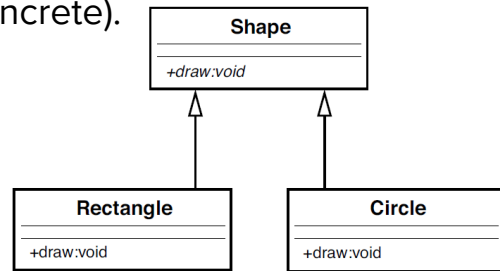 ncrete).
Shape
+draw:void
Rectangle
+draw:void
Circle
+draw:void